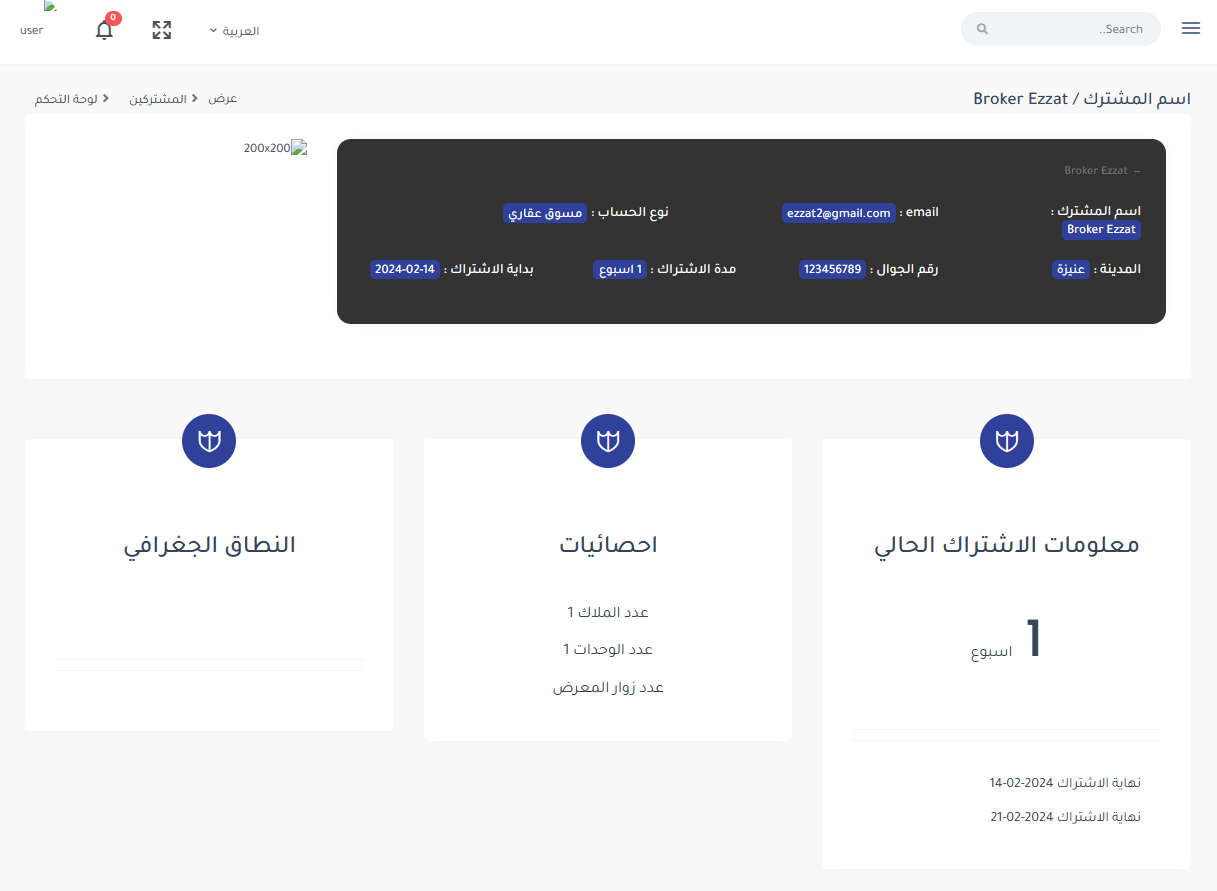 Search..
العربية
0
user
اسم المشترك / Broker Ezzat
لوحة التحكم
المشتركين
عرض
200x200
— Broker Ezzat
اسم المشترك : Broker Ezzat
email : ezzat2@gmail.com
نوع الحساب : مسوق عقاري
المدينة : عنيزة
رقم الجوال : 123456789
مدة الاشتراك : 1 اسبوع
بداية الاشتراك : 2024-02-14
معلومات الاشتراك الحالي
1 اسبوع
نهاية الاشتراك 2024-02-14
نهاية الاشتراك 2024-02-21
احصائيات
عدد الملاك 1
عدد الوحدات 1
عدد زوار المعرض
النطاق الجغرافي